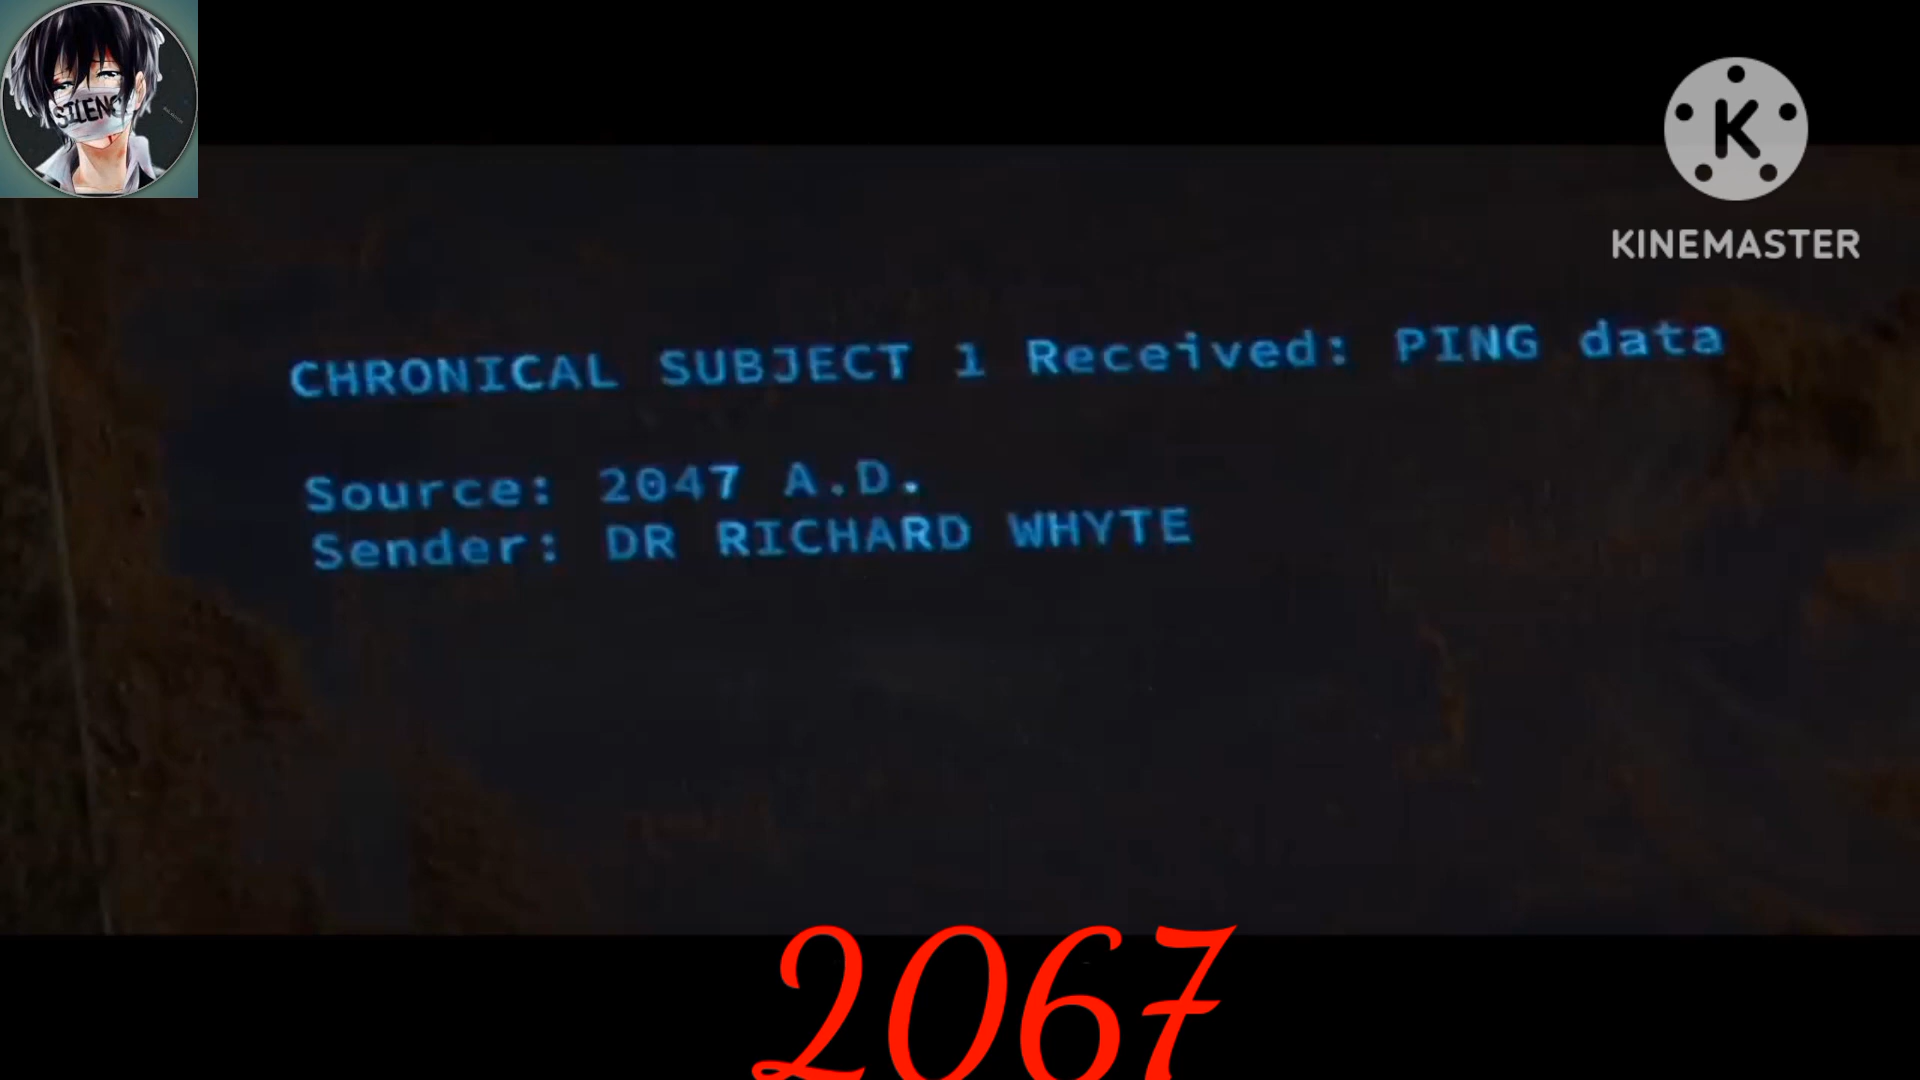 SILENC
K
KINEMASTER
CHRONICAL SUBJECT 1 Received: PING data
Source: 2047 A.D.
Sender: DR RICHARD WHYTE
2067